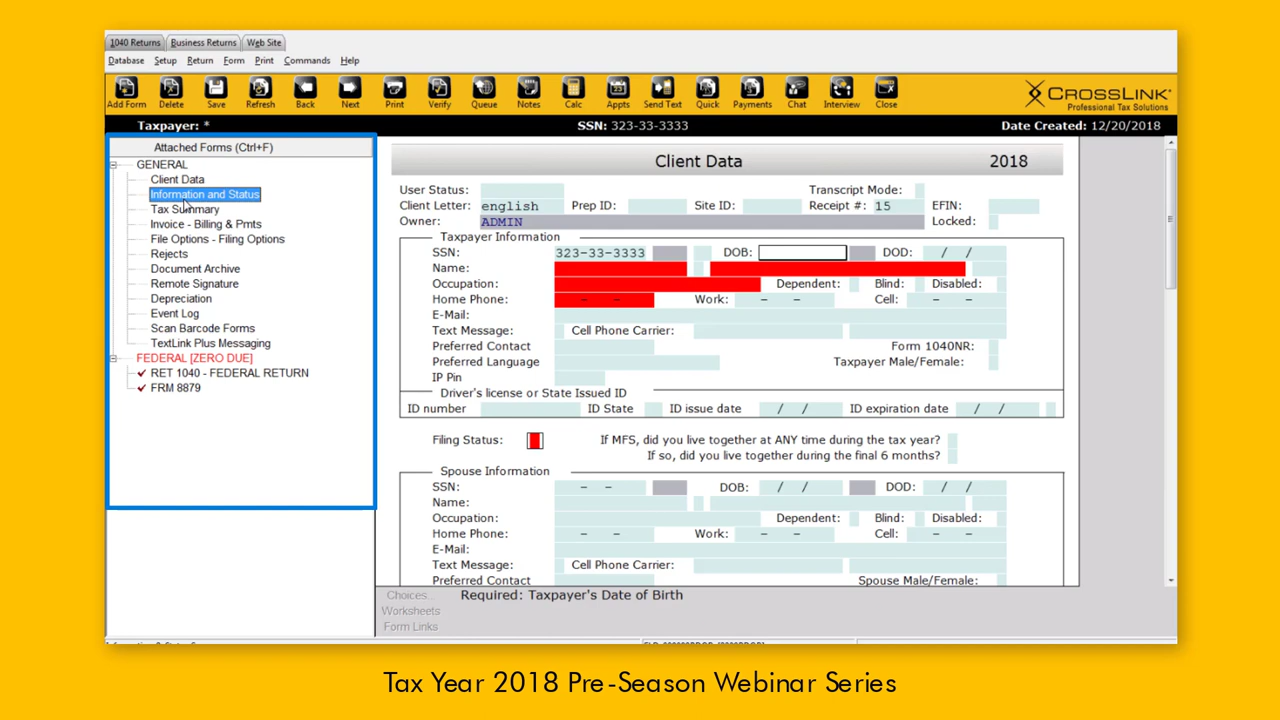 1040 Returns Business Returns Web Site
Database Setup Return Form Print Commands Help
Add Form Delete Save Refresh Back Next Print Verify Queue Notes Calc Appts Send Text Quick Payments Chat Interview Close
CROSSLINK
Professional Tax Solutions
Taxpayer: * SSN: 323-33-3333 Date Created: 12/20/2018
Attached Forms (Ctrl+F)
GENERAL
Client Data
Information and Status
Tax Summary
Invoice - Billing & Pmts
File Options - Filing Options
Rejects
Document Archive
Remote Signature
Depreciation
Event Log
Scan Barcode Forms
TextLink Plus Messaging
FEDERAL [ZERO DUE]
RET 1040 - FEDERAL RETURN
FRM 8879
Client Data 2018
User Status: Transcript Mode:
Client Letter: english Prep ID: Site ID: Receipt #: 15 EFIN:
Owner: ADMIN Locked:
Taxpayer Information
SSN: 323-33-3333 DOB: DOD: / /
Name:
Occupation: Dependent: Blind: Disabled:
Home Phone: - - Work: - - Cell: - -
E-Mail:
Text Message: Cell Phone Carrier:
Preferred Contact Form 1040NR:
Preferred Language Taxpayer Male/Female:
IP Pin
Driver's license or State Issued ID
ID number ID State ID issue date / / ID expiration date / /
Filing Status: If MFS, did you live together at ANY time during the tax year?
If so, did you live together during the final 6 months?
Spouse Information
SSN: - - DOB: / / DOD: / /
Name:
Occupation: Dependent: Blind: Disabled:
Home Phone: - - Work: - - Cell: - -
E-Mail:
Text Message: Cell Phone Carrier:
Preferred Contact Spouse Male/Female:
Choices... Required: Taxpayer's Date of Birth
Worksheets
Form Links
Tax Year 2018 Pre-Season Webinar Series